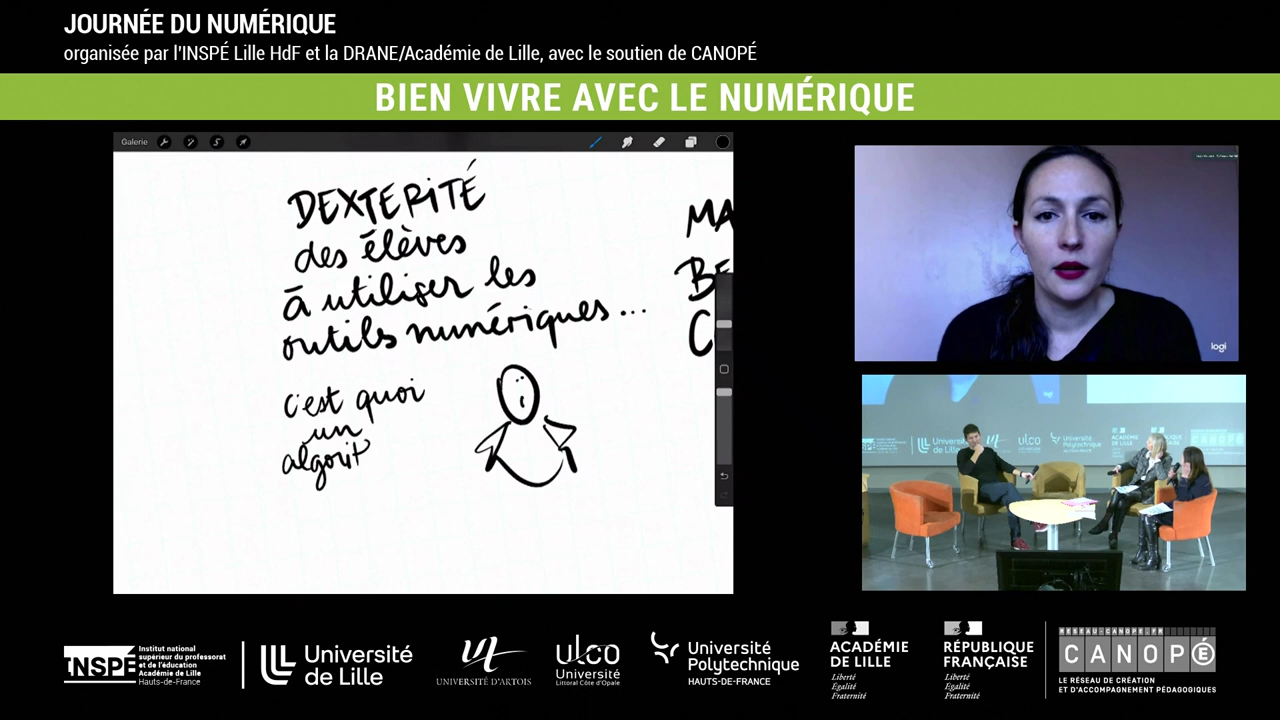 JOURNÉE DU NUMÉRIQUE
organisée par l'INSPÉ Lille HdF et la DRANE/Académie de Lille, avec le soutien de CANOPÉ
BIEN VIVRE AVEC LE NUMÉRIQUE
Galerie
DEXTERITÉ
des élèves
à utiliser les
outils numériques...
c'est quoi
un
algorit
MA
BE
C
logi
INSPÉ
Institut national
supérieur du professorat
et de l'éducation
Académie de Lille
Hauts-de-France
Université
de Lille
UNIVERSITÉ D'ARTOIS
ULCO
Université
Littoral Côte d'Opale
Université
Polytechnique
HAUTS-DE-FRANCE
ACADÉMIE
DE LILLE
Liberté
Égalité
Fraternité
RÉPUBLIQUE
FRANÇAISE
Liberté
Égalité
Fraternité
RESEAU-CANOPE.FR
CANOPÉ
LE RÉSEAU DE CRÉATION
ET D'ACCOMPAGNEMENT PÉDAGOGIQUES